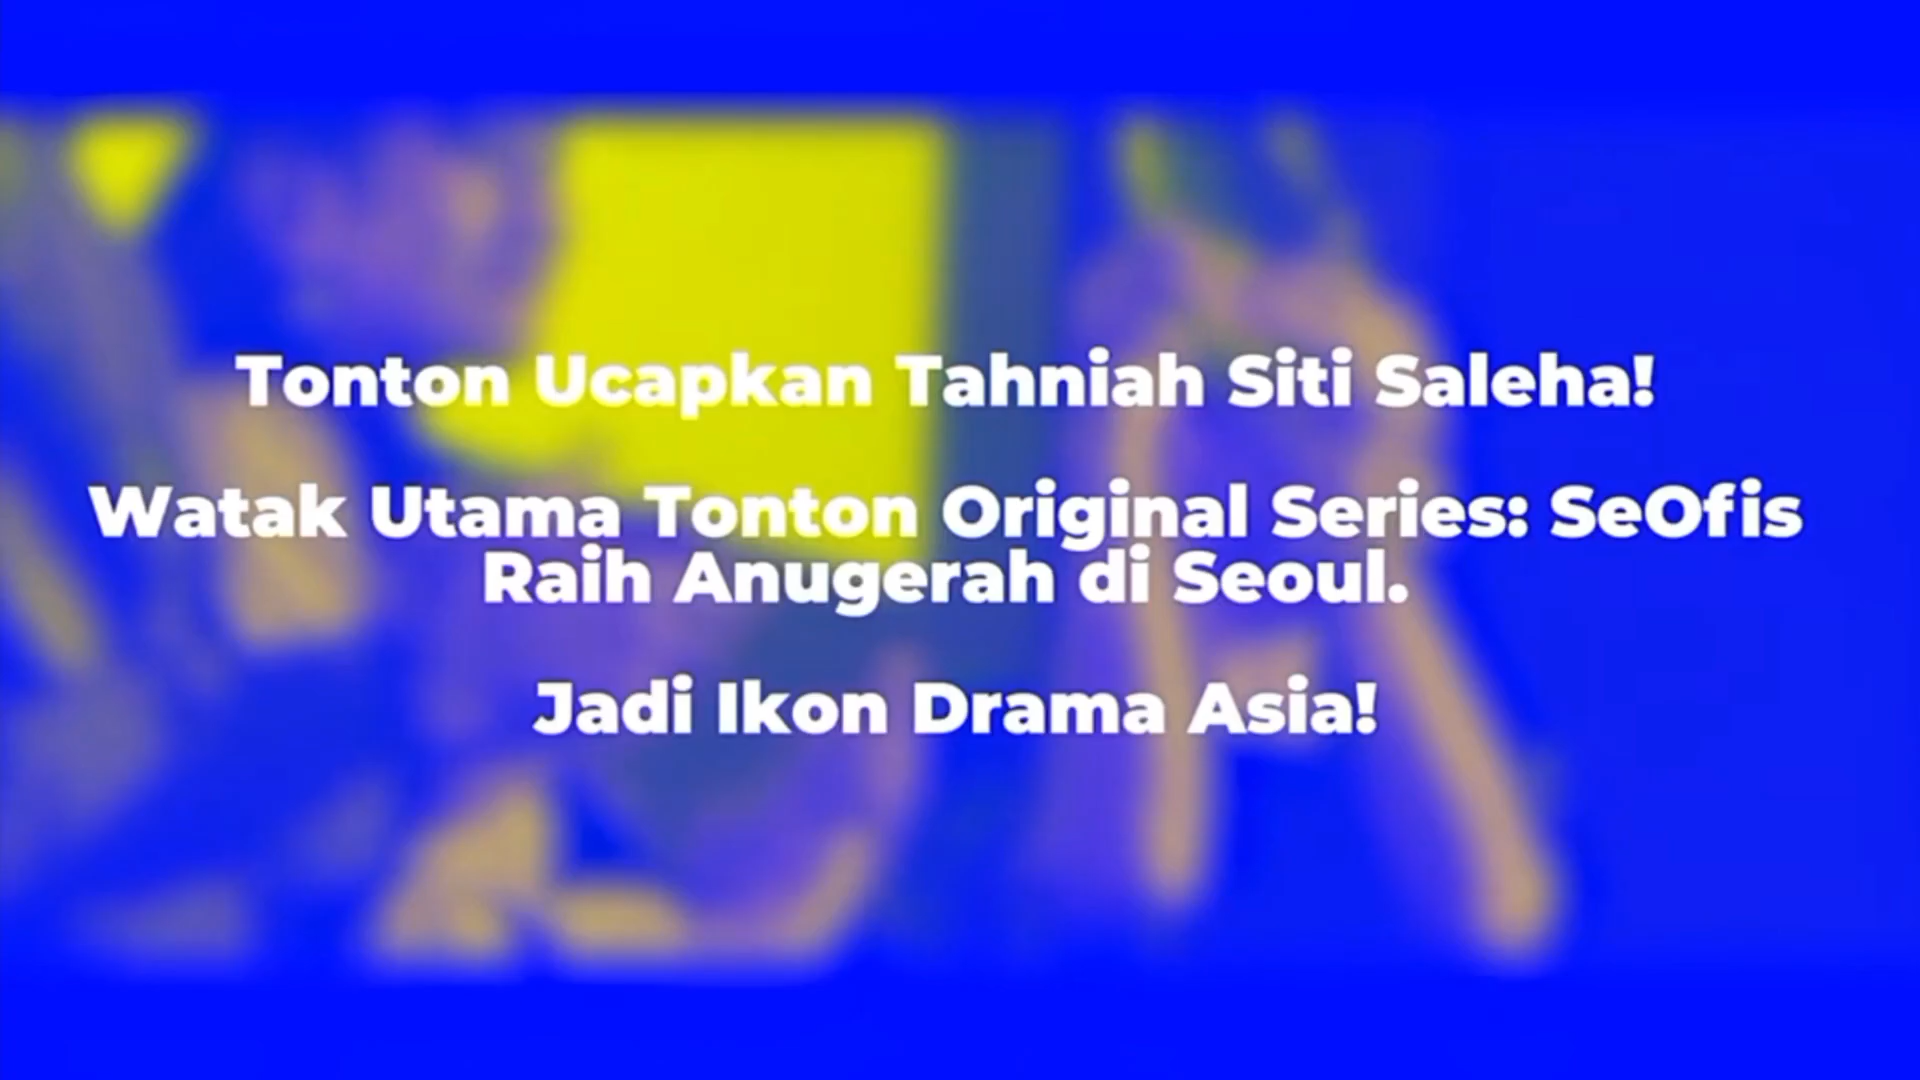 Tonton Ucapkan Tahniah Siti Saleha!
Watak Utama Tonton Original Series: SeOfis
Raih Anugerah di Seoul.
Jadi Ikon Drama Asia!